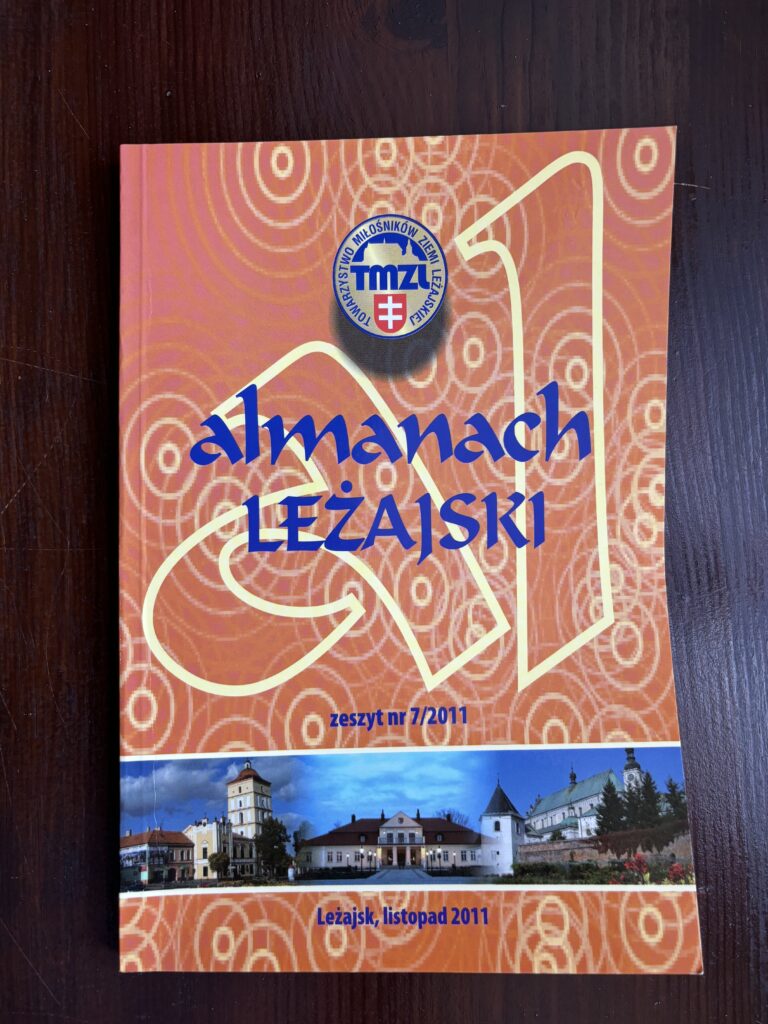 TOWARZYSTWO MIŁOŚNIKÓW ZIEMI LEŻAJSKIEJ
TMZL
almanach
LEŻAJSKI
zeszyt nr 7/2011
Leżajsk, listopad 2011